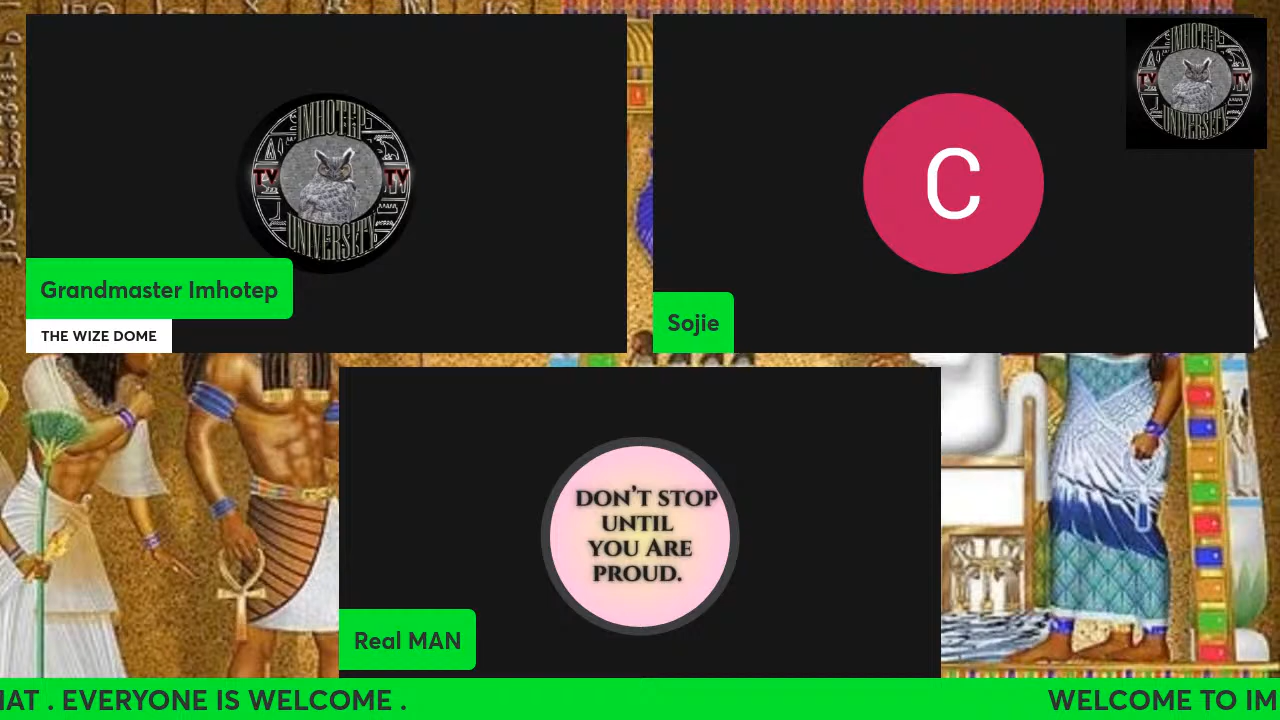 IMHOTEP
TV TV
UNIVERSITY
Grandmaster Imhotep
THE WIZE DOME
C
Sojie
IMHOTEP
TV TV
UNIVERSITY
DON'T STOP
UNTIL
YOU ARE
PROUD.
Real MAN
HAT . EVERYONE IS WELCOME . WELCOME TO IM